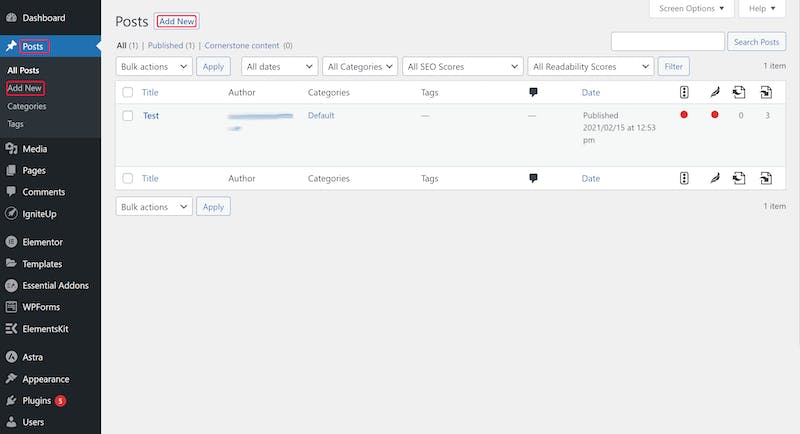 Dashboard
Posts
All Posts
Add New
Categories
Tags
Media
Pages
Comments
IgniteUp
Elementor
Templates
Essential Addons
WPForms
ElementsKit
Astra
Appearance
Plugins 5
Users
Screen Options ▼ Help ▼
Posts Add New
All (1) | Published (1) | Cornerstone content (0)
Search Posts
Bulk actions Apply All dates All Categories All SEO Scores All Readability Scores Filter 1 item
Title Author Categories Tags Date
Test Default — — Published 0 3
2021/02/15 at 12:53
pm
Title Author Categories Tags Date
Bulk actions Apply 1 item